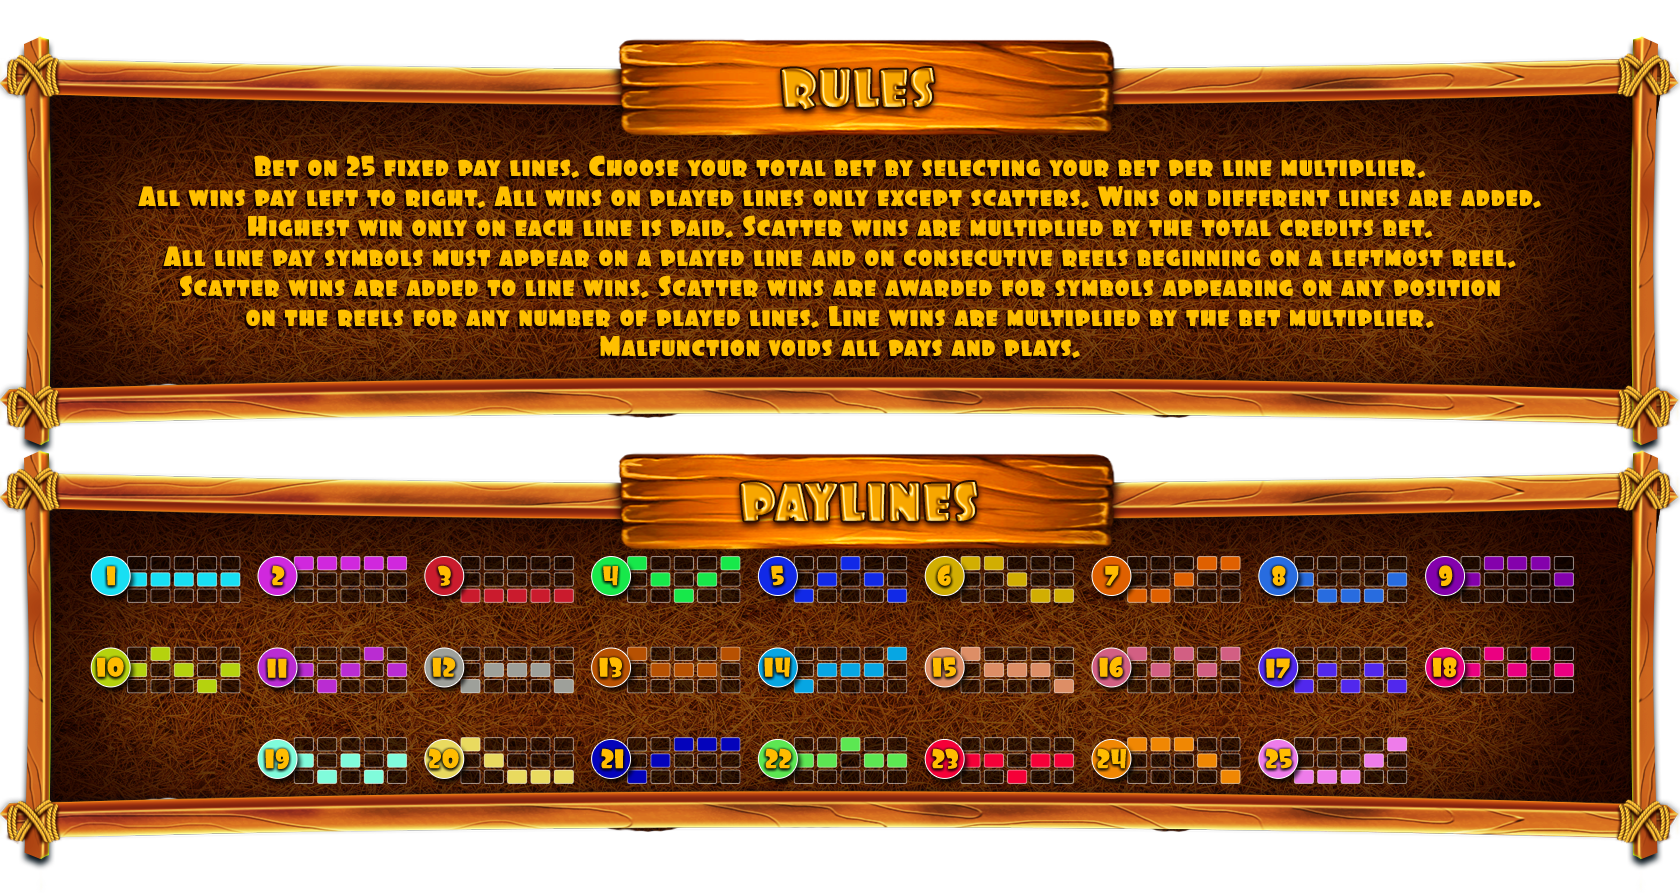 RULES
BET ON 25 FIXED PAY LINES. CHOOSE YOUR TOTAL BET BY SELECTING YOUR BET PER LINE MULTIPLIER.
ALL WINS PAY LEFT TO RIGHT. ALL WINS ON PLAYED LINES ONLY EXCEPT SCATTERS. WINS ON DIFFERENT LINES ARE ADDED.
HIGHEST WIN ONLY ON EACH LINE IS PAID. SCATTER WINS ARE MULTIPLIED BY THE TOTAL CREDITS BET.
ALL LINE PAY SYMBOLS MUST APPEAR ON A PLAYED LINE AND ON CONSECUTIVE REELS BEGINNING ON A LEFTMOST REEL.
SCATTER WINS ARE ADDED TO LINE WINS. SCATTER WINS ARE AWARDED FOR SYMBOLS APPEARING ON ANY POSITION
ON THE REELS FOR ANY NUMBER OF PLAYED LINES. LINE WINS ARE MULTIPLIED BY THE BET MULTIPLIER.
MALFUNCTION VOIDS ALL PAYS AND PLAYS.
PAYLINES
1 2 3 4 5 6 7 8 9
10 11 12 13 14 15 16 17 18
19 20 21 22 23 24 25